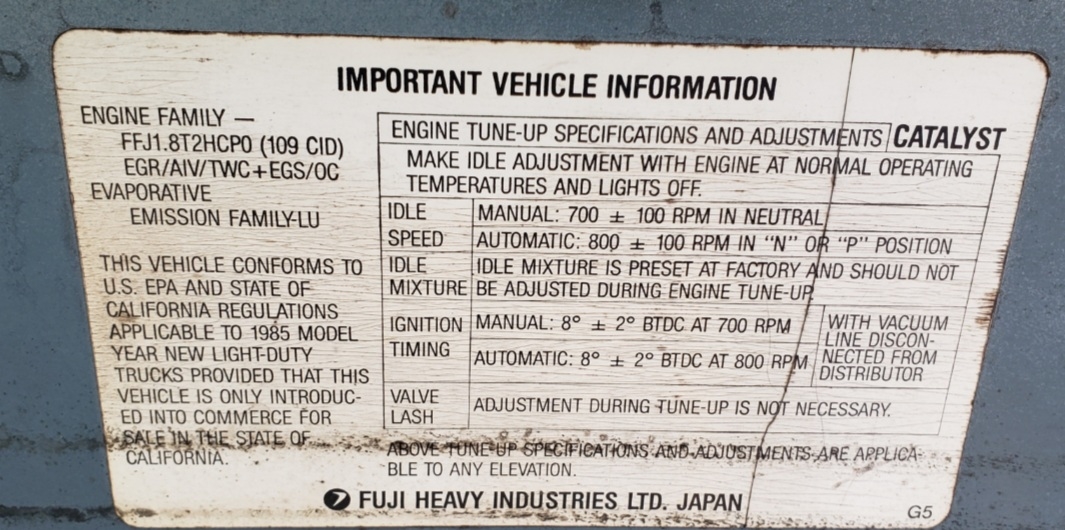 IMPORTANT VEHICLE INFORMATION
ENGINE FAMILY —
FFJ1.8T2HCP0 (109 CID)
EGR/AIV/TWC+EGS/OC
EVAPORATIVE
EMISSION FAMILY-LU
THIS VEHICLE CONFORMS TO
U.S. EPA AND STATE OF
CALIFORNIA REGULATIONS
APPLICABLE TO 1985 MODEL
YEAR NEW LIGHT-DUTY
TRUCKS PROVIDED THAT THIS
VEHICLE IS ONLY INTRODUC-
ED INTO COMMERCE FOR
SALE IN THE STATE OF
CALIFORNIA.
ENGINE TUNE-UP SPECIFICATIONS AND ADJUSTMENTS CATALYST
MAKE IDLE ADJUSTMENT WITH ENGINE AT NORMAL OPERATING
TEMPERATURES AND LIGHTS OFF.
IDLE MANUAL: 700 ± 100 RPM IN NEUTRAL
SPEED AUTOMATIC: 800 ± 100 RPM IN “N” OR “P” POSITION
IDLE IDLE MIXTURE IS PRESET AT FACTORY AND SHOULD NOT
MIXTURE BE ADJUSTED DURING ENGINE TUNE-UP.
IGNITION MANUAL: 8° ± 2° BTDC AT 700 RPM
TIMING AUTOMATIC: 8° ± 2° BTDC AT 800 RPM
WITH VACUUM
LINE DISCON-
NECTED FROM
DISTRIBUTOR
VALVE
LASH
ADJUSTMENT DURING TUNE-UP IS NOT NECESSARY.
ABOVE TUNE-UP SPECIFICATIONS AND ADJUSTMENTS ARE APPLICA-
BLE TO ANY ELEVATION.
7 FUJI HEAVY INDUSTRIES LTD. JAPAN
G5